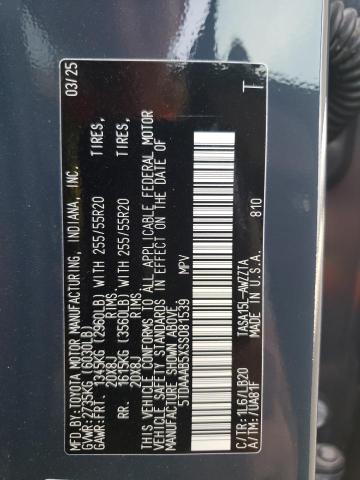 MFD. BY:TOYOTA MOTOR MANUFACTURING, INDIANA, INC. 03/25
GVWR:2735KG (6030LB)
GAWR:FRT. 1345KG (2960LB) WITH 255/55R20 TIRES,
20X8J RIMS
RR. 1615KG (3560LB) WITH 255/55R20 TIRES,
20X8J RIMS
THIS VEHICLE CONFORMS TO ALL APPLICABLE FEDERAL MOTOR
VEHICLE SAFETY STANDARDS IN EFFECT ON THE DATE OF
MANUFACTURE SHOWN ABOVE.
5TDAAAB5XSS081539 MPV
C/TR: 1L6/LB20 TASA15L-AWZZTA 810
A/TM: /UA81F MADE IN U.S.A. T